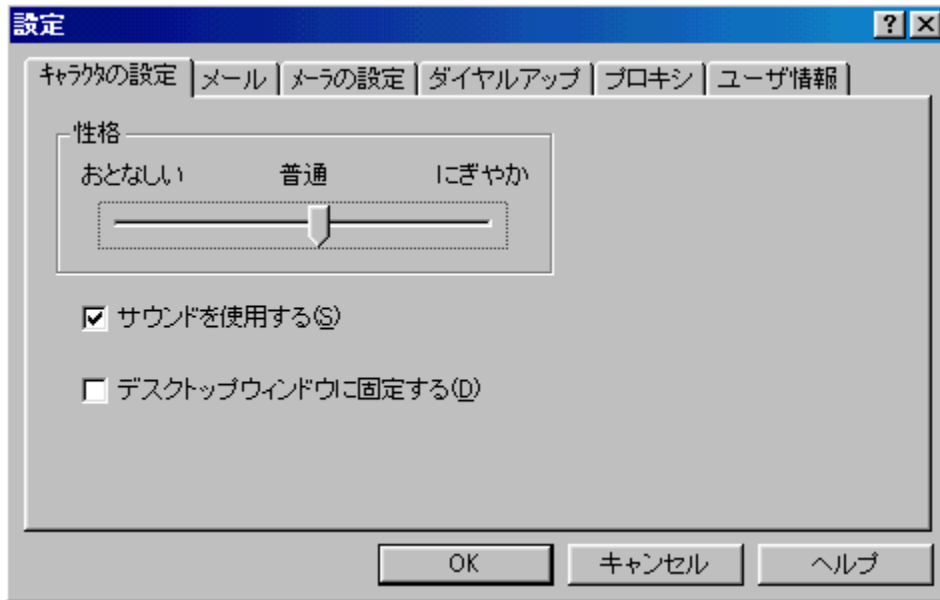 設定
ｷｬﾗｸﾀの設定 メール ﾒｰﾗの設定 ダイヤルアップ プロキシ ユーザ情報
性格
おとなしい 普通 にぎやか
サウンドを使用する(S)
デスクトップウィンドウに固定する(D)
OK キャンセル ヘルプ